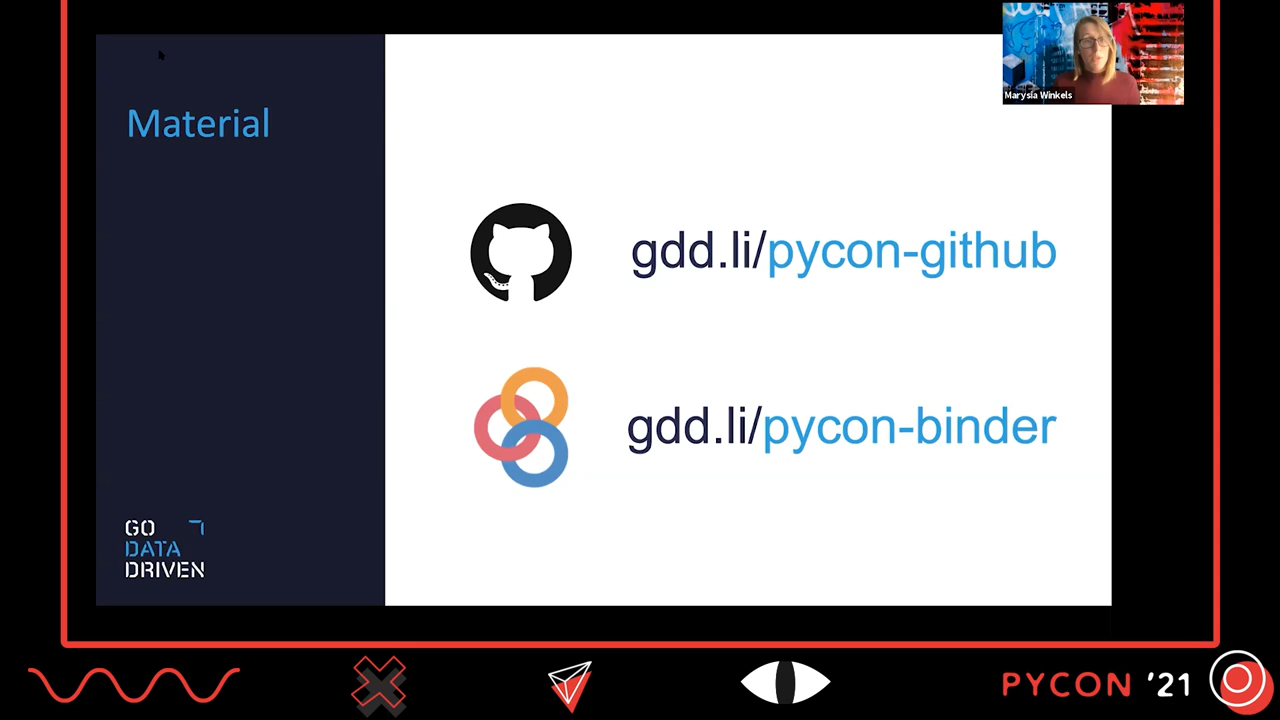 Marysia Winkels
Material
gdd.li/pycon-github
gdd.li/pycon-binder
GO
DATA
DRIVEN
PYCON '21